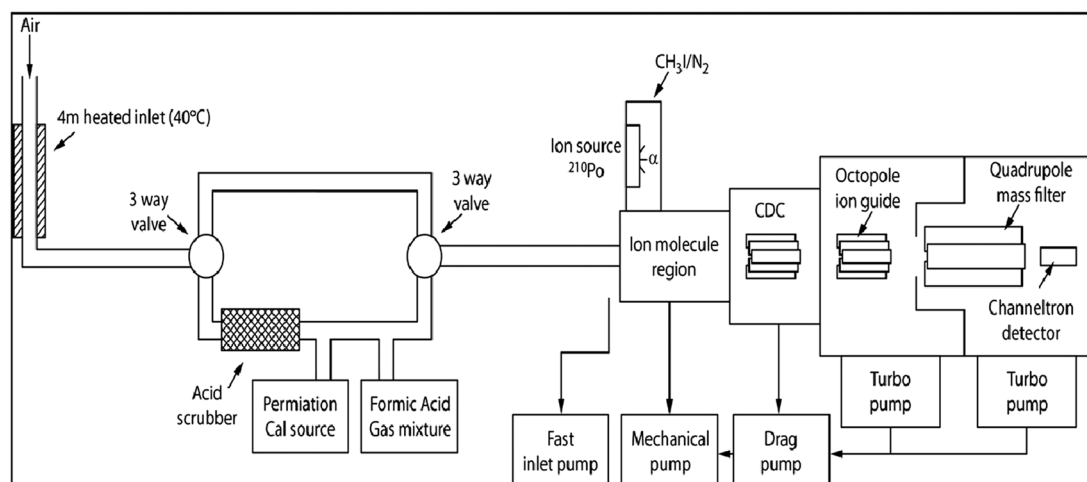 Air
4m heated inlet (40°C)
3 way
valve
3 way
valve
Acid
scrubber
Permiation
Cal source
Formic Acid
Gas mixture
CH₃I/N₂
Ion source
²¹⁰Po
α
Ion molecule
region
CDC
Octopole
ion guide
Quadrupole
mass filter
Channeltron
detector
Turbo
pump
Turbo
pump
Fast
inlet pump
Mechanical
pump
Drag
pump